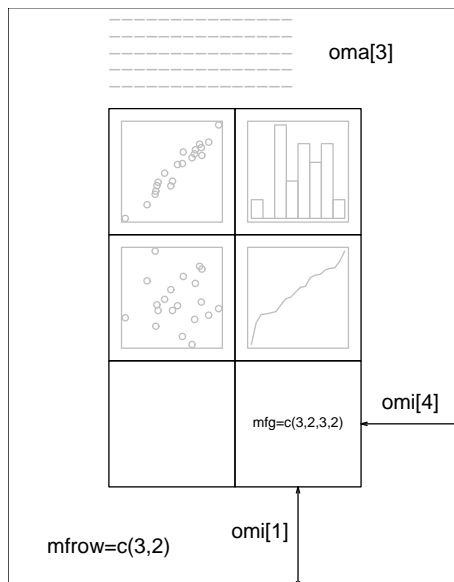 oma[3]
omi[4]
mfg=c(3,2,3,2)
omi[1]
mfrow=c(3,2)